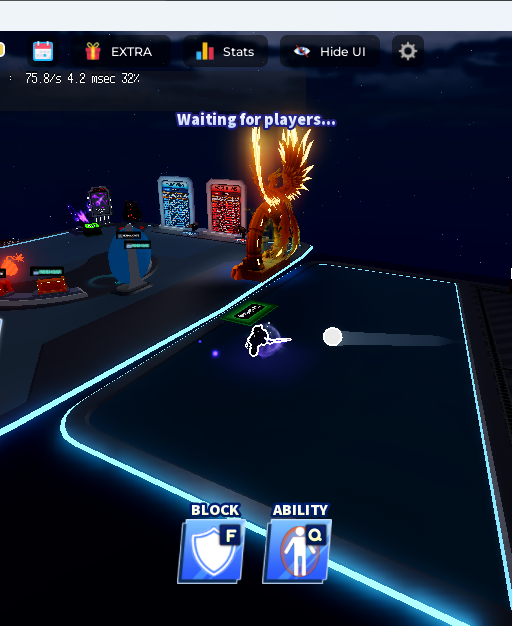 EXTRA
Stats
Hide UI
: 75.8/s 4.2 msec 32%
Waiting for players...
BLOCK
ABILITY
F
Q